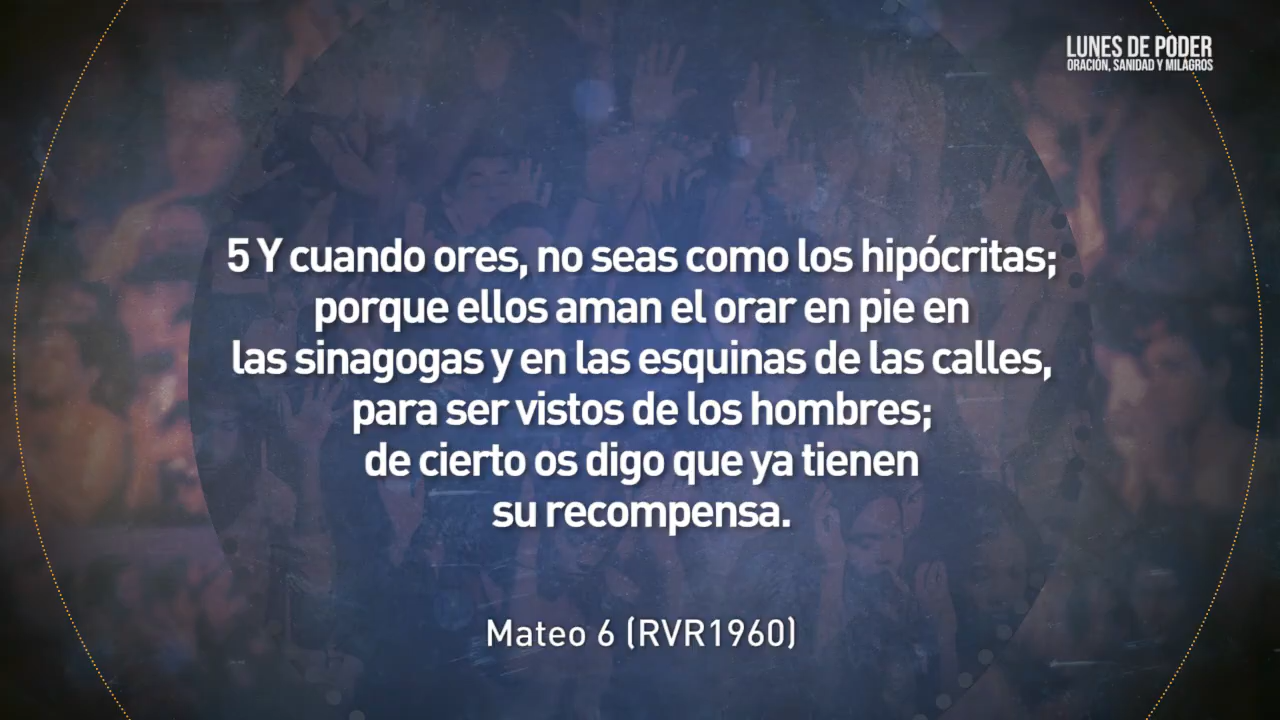 LUNES DE PODER
ORACIÓN, SANIDAD Y MILAGROS
5 Y cuando ores, no seas como los hipócritas;
porque ellos aman el orar en pie en
las sinagogas y en las esquinas de las calles,
para ser vistos de los hombres;
de cierto os digo que ya tienen
su recompensa.
Mateo 6 (RVR1960)